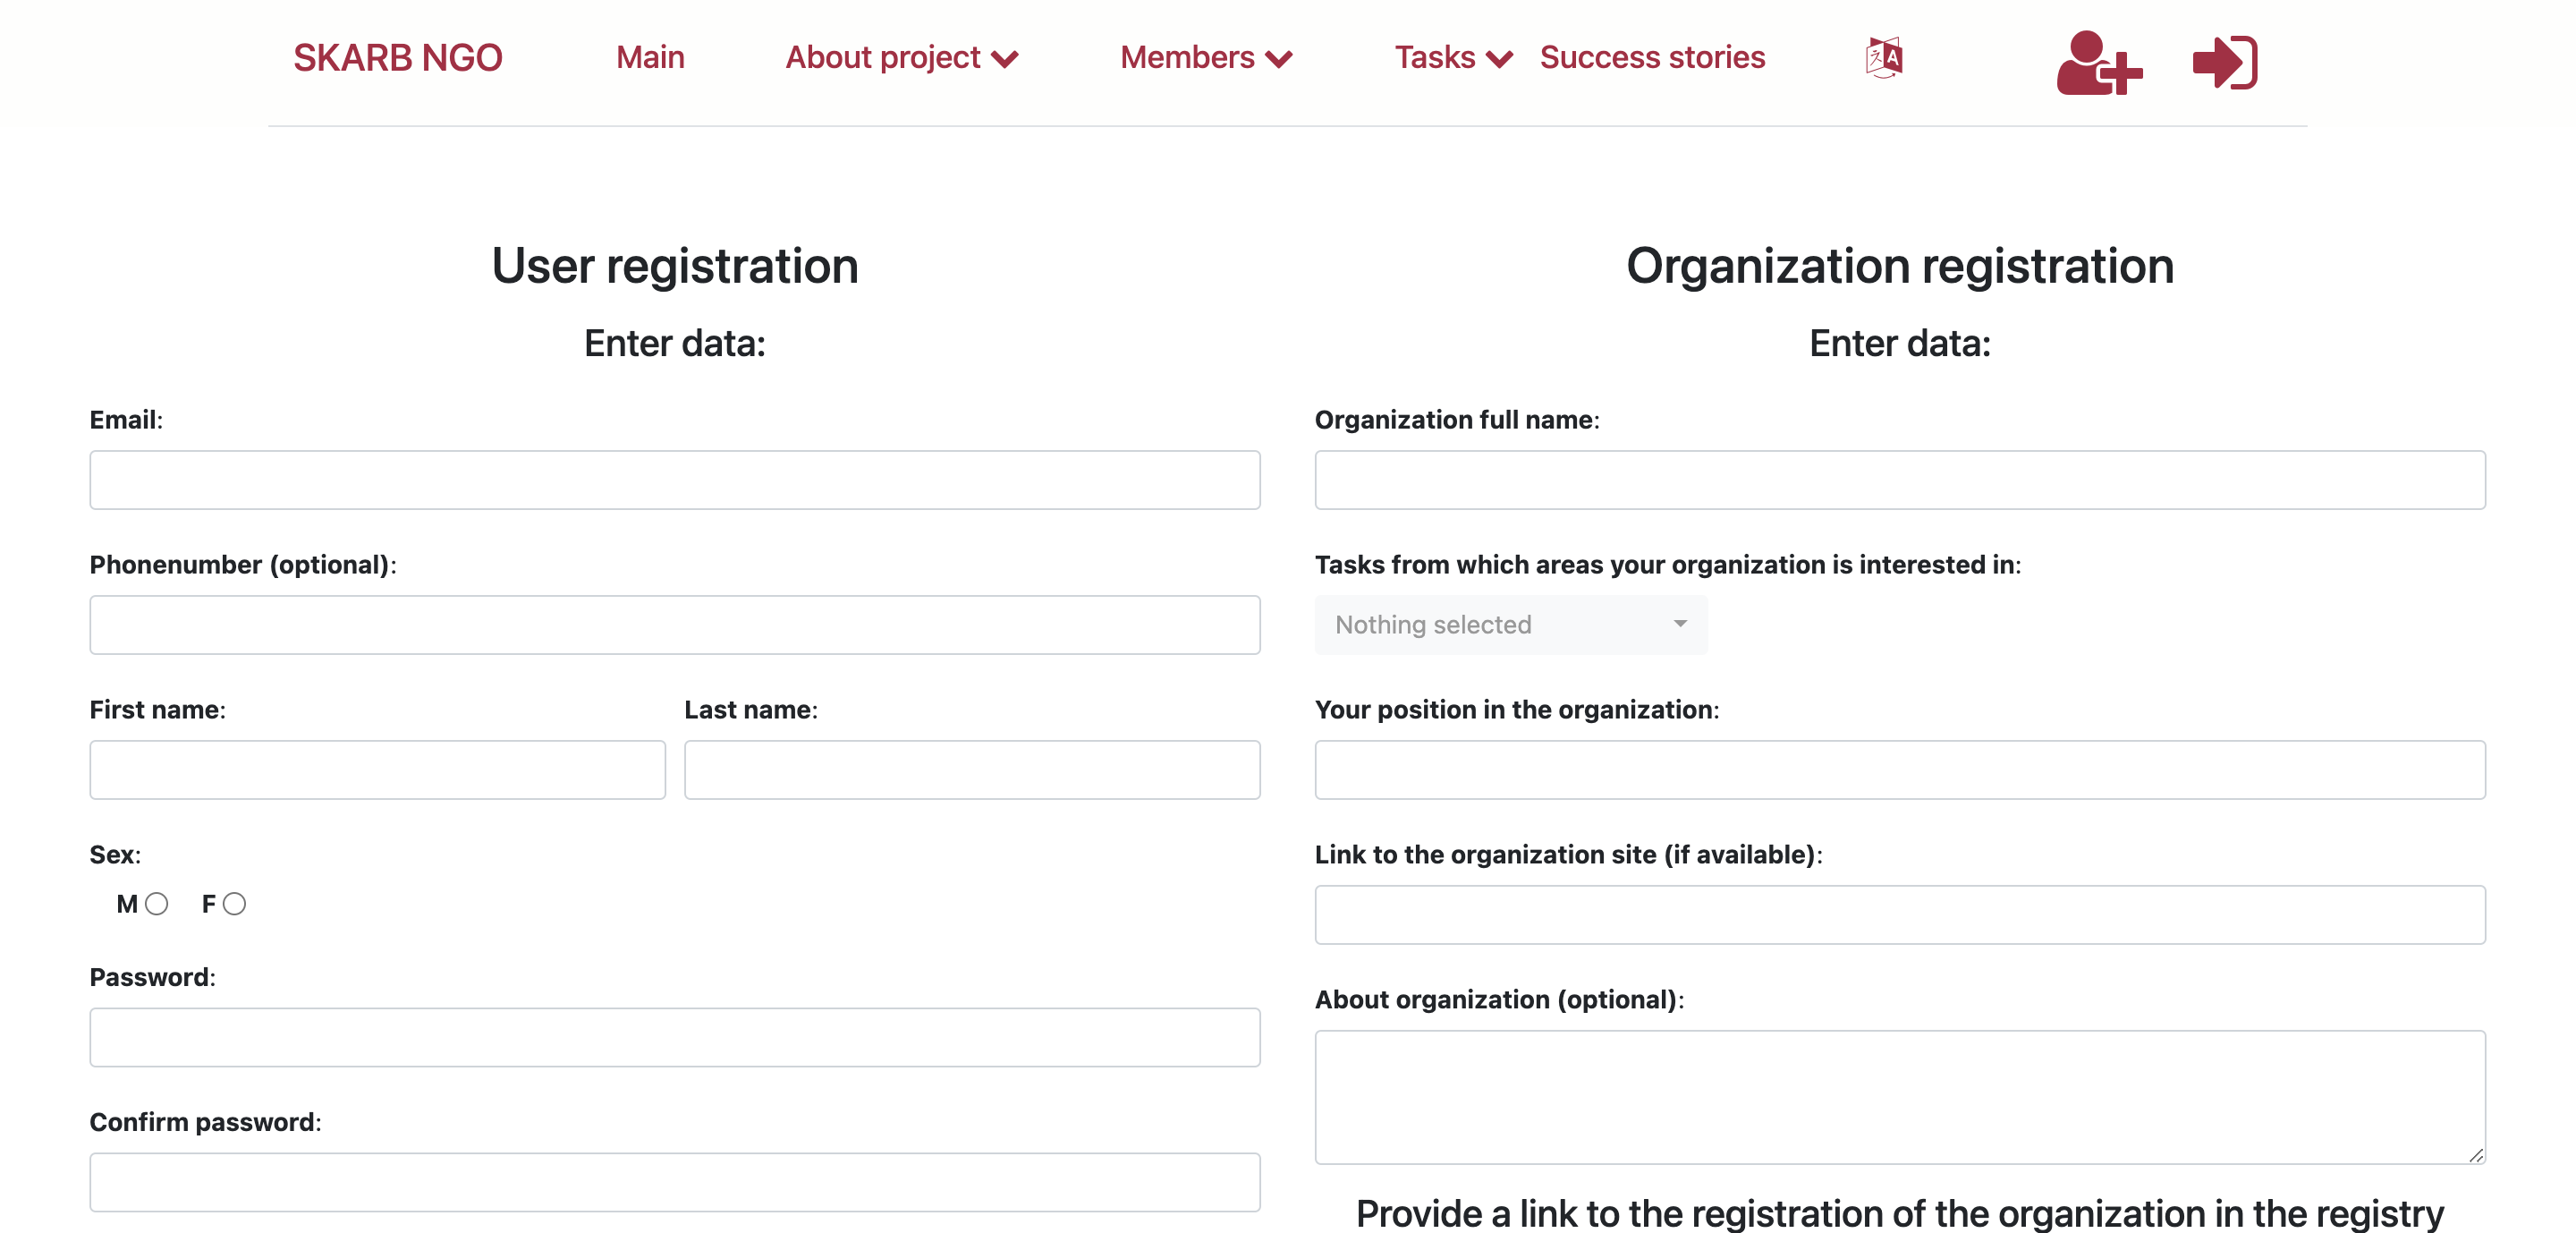 SKARB NGO Main About project Members Tasks Success stories
User registration
Enter data:
Email:
Phonenumber (optional):
First name: Last name:
Sex:
M F
Password:
Confirm password:
Organization registration
Enter data:
Organization full name:
Tasks from which areas your organization is interested in:
Nothing selected
Your position in the organization:
Link to the organization site (if available):
About organization (optional):
Provide a link to the registration of the organization in the registry